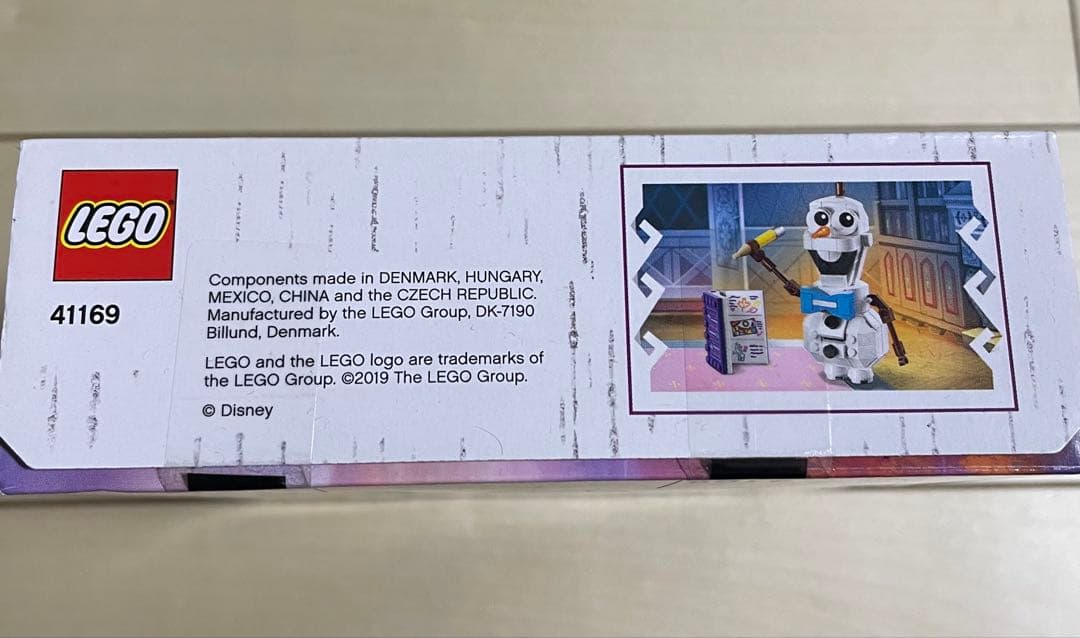 LEGO
41169
Components made in DENMARK, HUNGARY,
MEXICO, CHINA and the CZECH REPUBLIC.
Manufactured by the LEGO Group, DK-7190
Billund, Denmark.
LEGO and the LEGO logo are trademarks of
the LEGO Group. ©2019 The LEGO Group.
© Disney